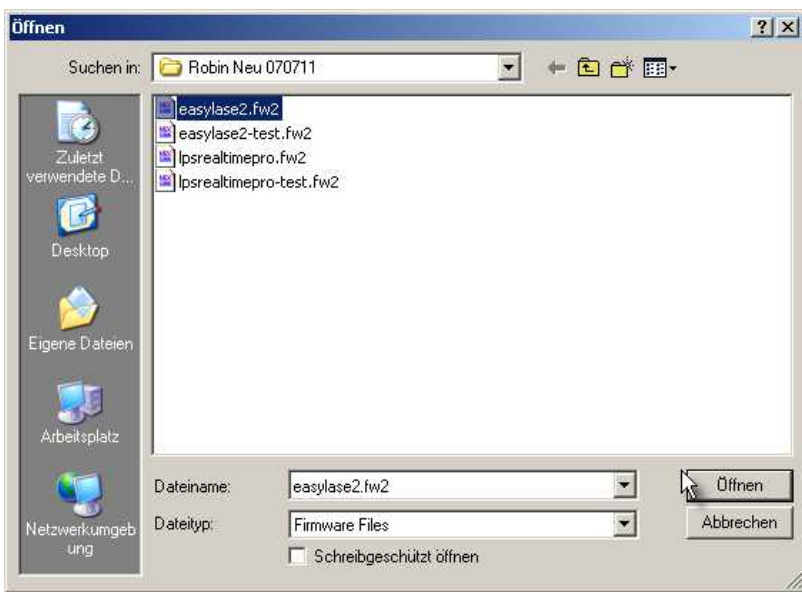 Öffnen
Suchen in: Robin Neu 070711
easylase2.fw2
easylase2-test.fw2
lpsrealtimepro.fw2
lpsrealtimepro-test.fw2
Zuletzt
verwendete D...
Desktop
Eigene Dateien
Arbeitsplatz
Netzwerkumgeb
ung
Dateiname: easylase2.fw2 Öffnen
Dateityp: Firmware Files Abbrechen
Schreibgeschützt öffnen